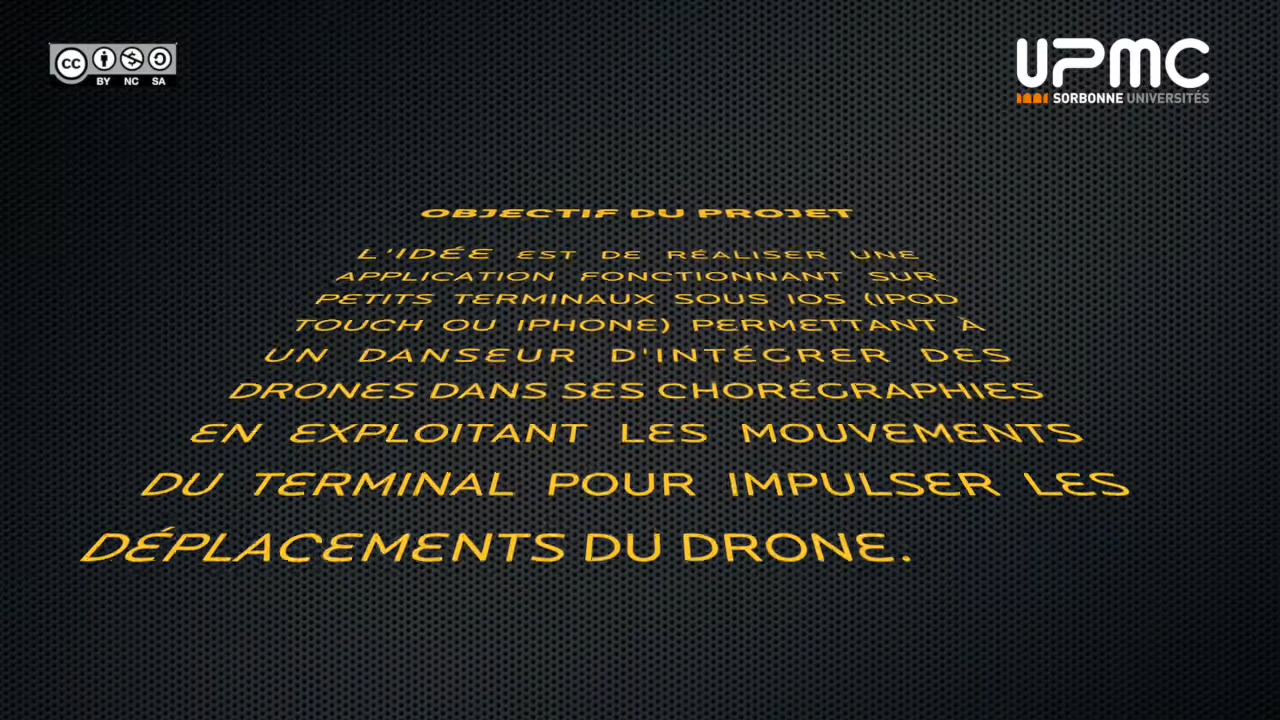 cc
BY NC SA
UPMC
SORBONNE UNIVERSITÉS
OBJECTIF DU PROJET
L'IDÉE EST DE RÉALISER UNE
APPLICATION FONCTIONNANT SUR
PETITS TERMINAUX SOUS IOS (IPOD
TOUCH OU IPHONE) PERMETTANT À
UN DANSEUR D'INTÉGRER DES
DRONES DANS SES CHORÉGRAPHIES
EN EXPLOITANT LES MOUVEMENTS
DU TERMINAL POUR IMPULSER LES
DÉPLACEMENTS DU DRONE.